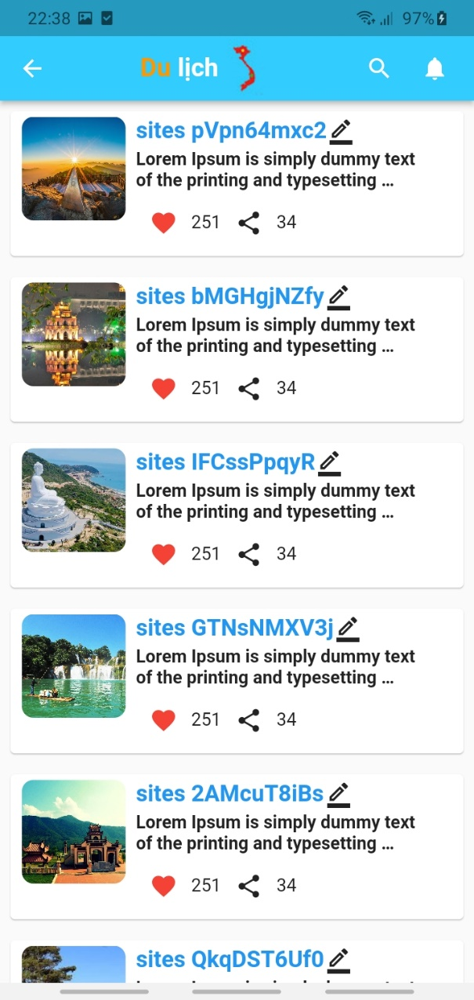 22:38 97%
Du lịch
sites pVpn64mxc2
Lorem Ipsum is simply dummy text
of the printing and typesetting ...
251 34
sites bMGHgjNZfy
Lorem Ipsum is simply dummy text
of the printing and typesetting ...
251 34
sites IFCssPpqyR
Lorem Ipsum is simply dummy text
of the printing and typesetting ...
251 34
sites GTNsNMXV3j
Lorem Ipsum is simply dummy text
of the printing and typesetting ...
251 34
sites 2AMcuT8iBs
Lorem Ipsum is simply dummy text
of the printing and typesetting ...
251 34
sites QkqDST6Uf0